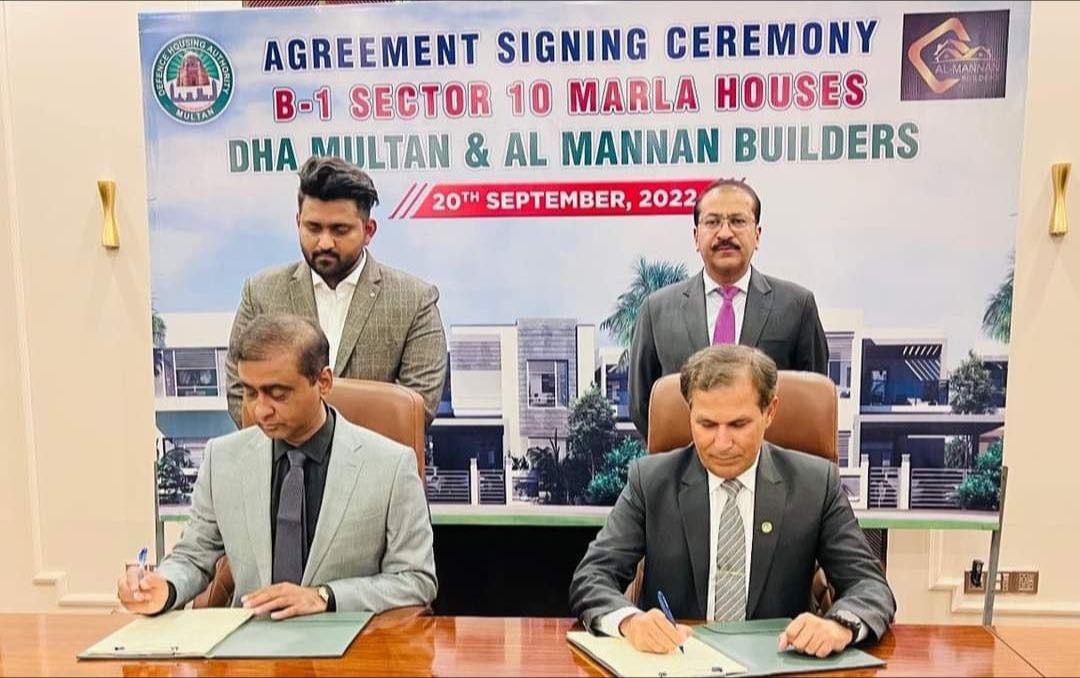 AGREEMENT SIGNING CEREMONY
B-1 SECTOR 10 MARLA HOUSES
DHA MULTAN & AL MANNAN BUILDERS
20TH SEPTEMBER, 2022
DEFENCE HOUSING AUTHORITY
MULTAN
AL-MANNAN
BUILDERS